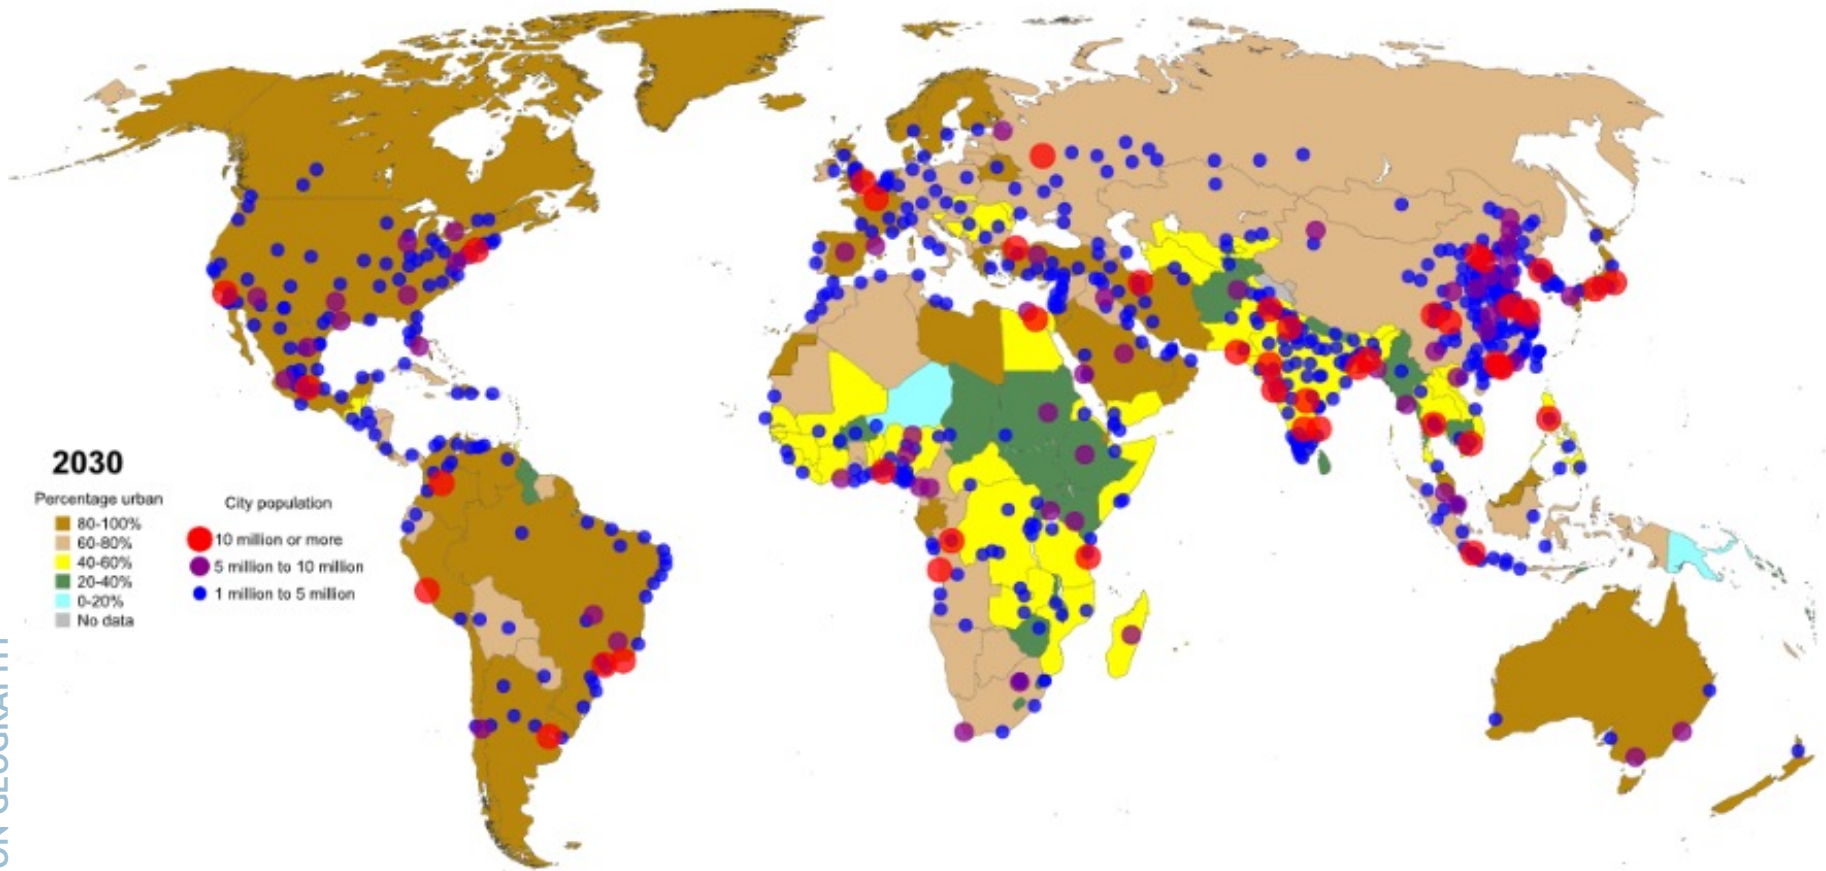 2030
Percentage urban
80-100%
60-80%
40-60%
20-40%
0-20%
No data
City population
10 million or more
5 million to 10 million
1 million to 5 million